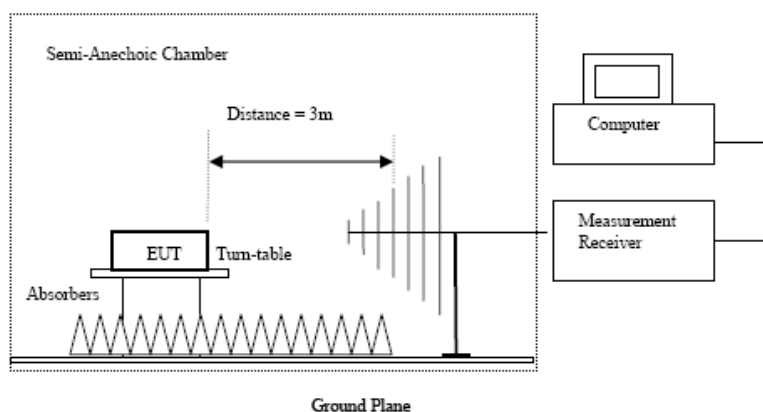 Semi-Anechoic Chamber
Distance = 3m
Computer
Measurement
Receiver
EUT
Turn-table
Absorbers
Ground Plane